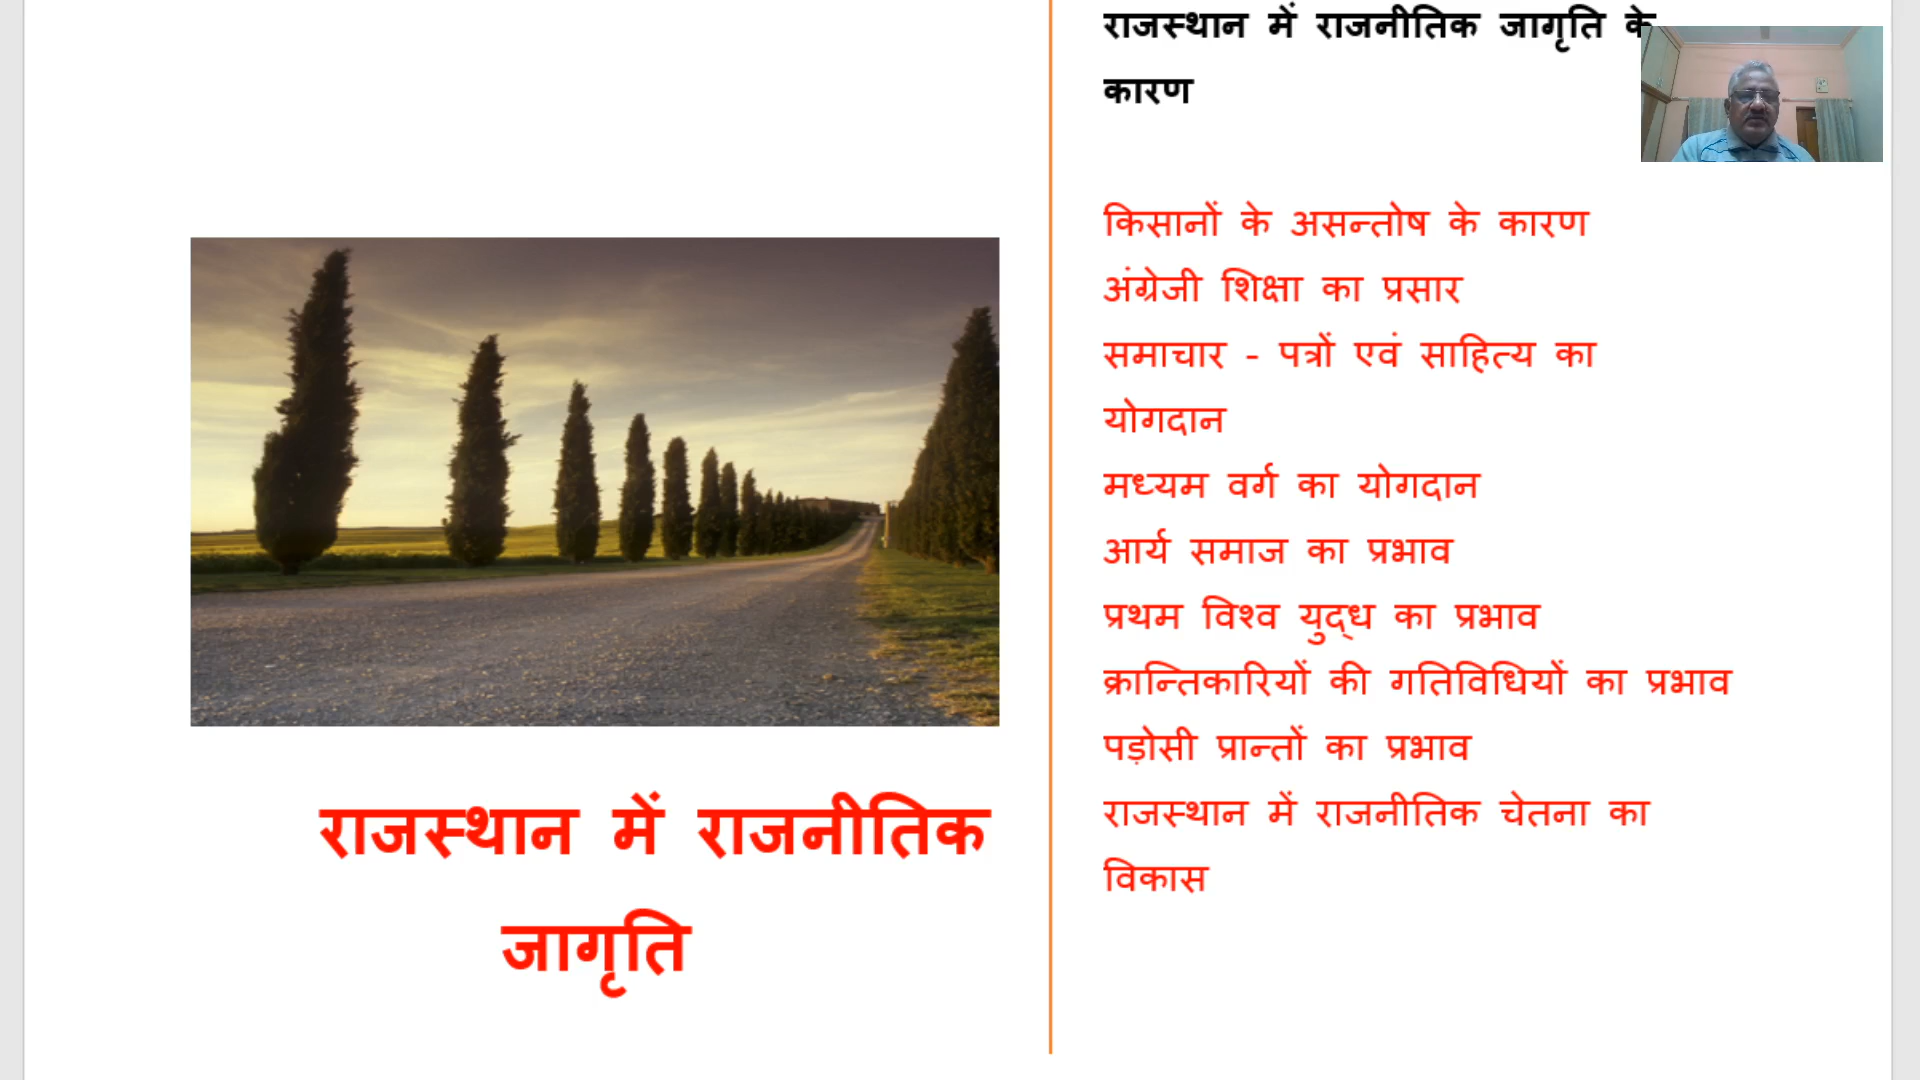 राजस्थान में राजनीतिक
जागृति
राजस्थान में राजनीतिक जागृति के
कारण
किसानों के असन्तोष के कारण
अंग्रेजी शिक्षा का प्रसार
समाचार - पत्रों एवं साहित्य का
योगदान
मध्यम वर्ग का योगदान
आर्य समाज का प्रभाव
प्रथम विश्व युद्ध का प्रभाव
क्रान्तिकारियों की गतिविधियों का प्रभाव
पड़ोसी प्रान्तों का प्रभाव
राजस्थान में राजनीतिक चेतना का
विकास